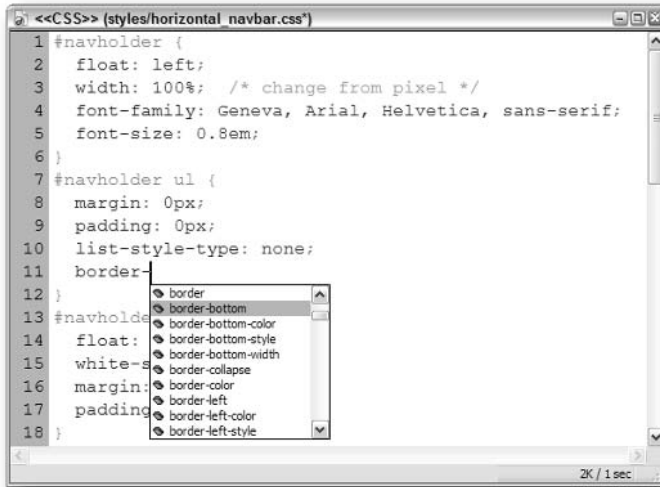 <<CSS>> (styles/horizontal_navbar.css*)
1 #navholder {
2 float: left;
3 width: 100%; /* change from pixel */
4 font-family: Geneva, Arial, Helvetica, sans-serif;
5 font-size: 0.8em;
6 }
7 #navholder ul {
8 margin: 0px;
9 padding: 0px;
10 list-style-type: none;
11 border-
12 }
13 #navholde
14 float:
15 white-s
16 margin:
17 padding
18 }
border
border-bottom
border-bottom-color
border-bottom-style
border-bottom-width
border-collapse
border-color
border-left
border-left-color
border-left-style
2K / 1 sec